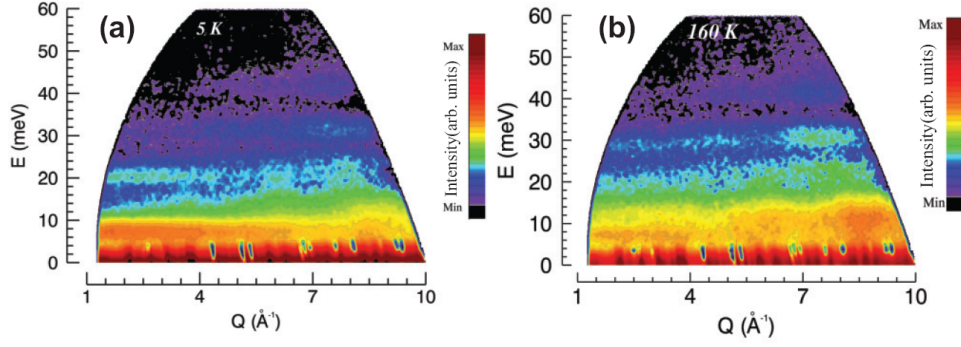 (a)
5 K
60
50
40
30
20
10
0
E (meV)
1
4
7
10
Q (Å⁻¹)
Max
Intensity(arb. units)
Min
(b)
160 K
60
50
40
30
20
10
0
E (meV)
1
4
7
10
Q (Å⁻¹)
Max
Intensity(arb. units)
Min